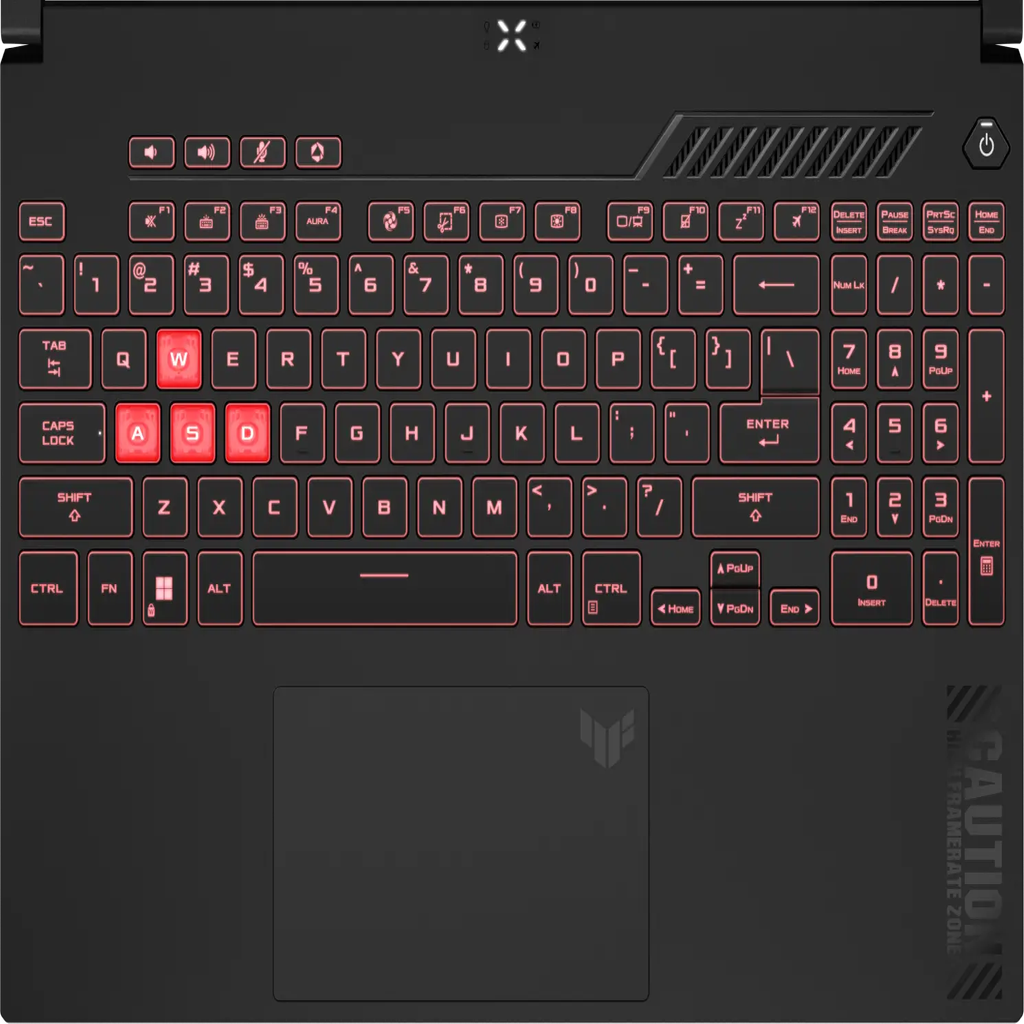 ESC F1 F2 F3 AURA F4 F5 F6 F7 F8 F9 F10 Z F11 F12 DELETE INSERT PAUSE BREAK PRTSC SYSRQ HOME END
~ ` ! 1 @ 2 # 3 $ 4 % 5 ^ 6 & 7 * 8 ( 9 ) 0 _ - + = NUM LK / * -
TAB Q W E R T Y U I O P { [ } ] | \ 7 HOME 8 9 PGUP +
CAPS LOCK A S D F G H J K L : ; " ' ENTER 4 5 6
SHIFT Z X C V B N M < , > . ? / SHIFT 1 END 2 3 PGDN ENTER
CTRL FN ALT ALT CTRL HOME PGUP PGDN END 0 INSERT . DELETE
CAUTION
HIGH FRAMERATE ZONE